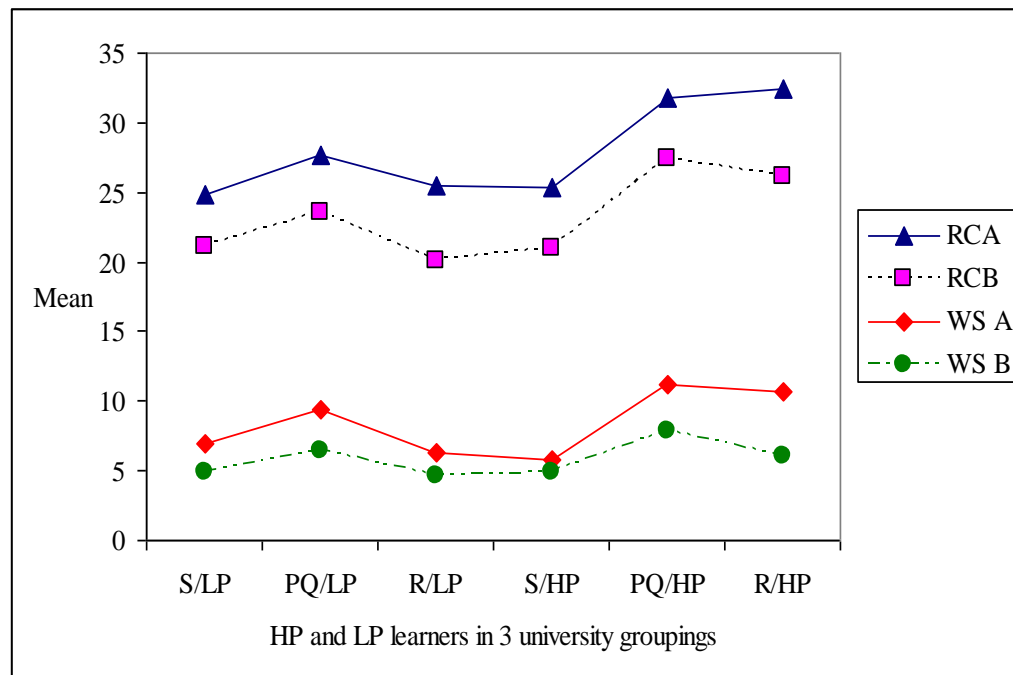 35
30
25
20
15
10
5
0
Mean
S/LP PQ/LP R/LP S/HP PQ/HP R/HP
HP and LP learners in 3 university groupings
RCA
RCB
WS A
WS B